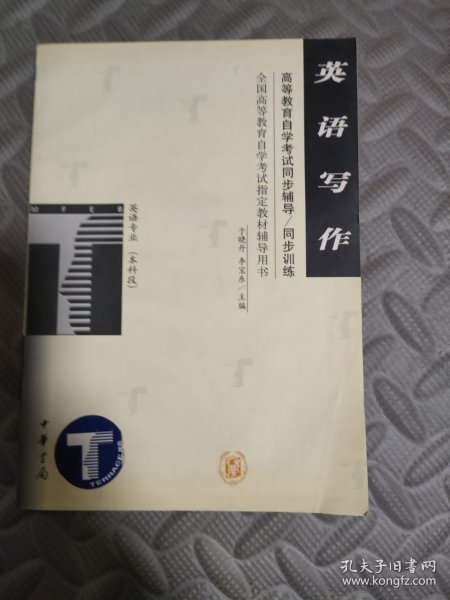 英语写作
高等教育自学考试同步辅导/同步训练
全国高等教育自学考试指定教材辅导用书
于晓丹 李宝东/主编
英语专业(本科段)
T
中华书局
T
TERRACE 36
孔夫子旧书网
www.kongfz.com